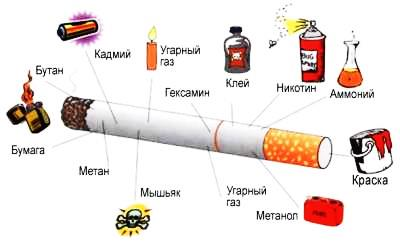 Кадмий
Угарный
газ
Бутан
Гексамин
Клей
Никотин
Аммоний
Бумага
Метан
Мышьяк
Угарный
газ
Метанол
Краска